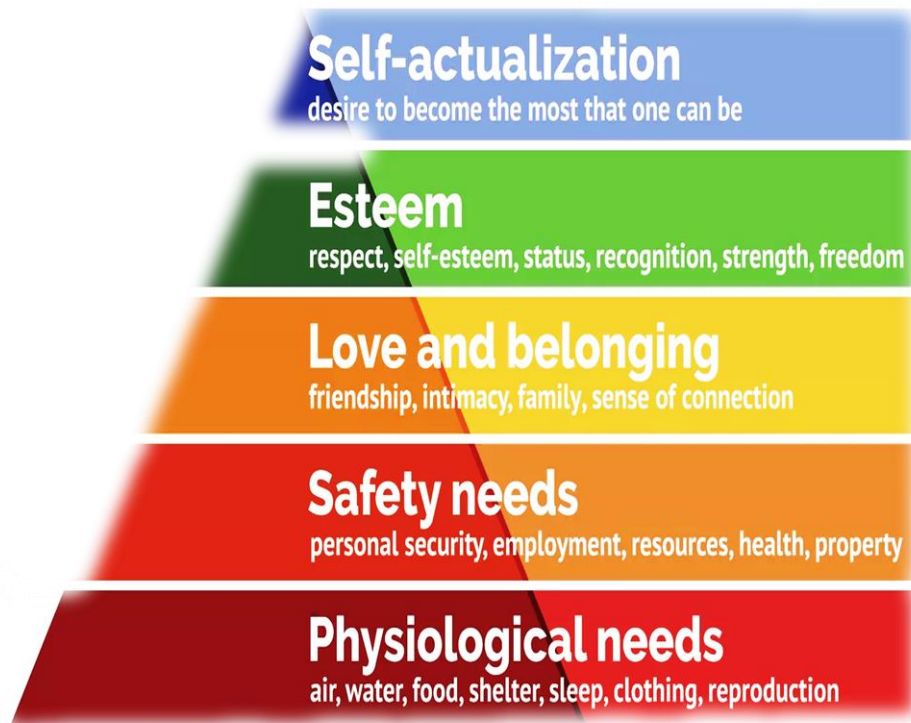 Self-actualization
desire to become the most that one can be
Esteem
respect, self-esteem, status, recognition, strength, freedom
Love and belonging
friendship, intimacy, family, sense of connection
Safety needs
personal security, employment, resources, health, property
Physiological needs
air, water, food, shelter, sleep, clothing, reproduction